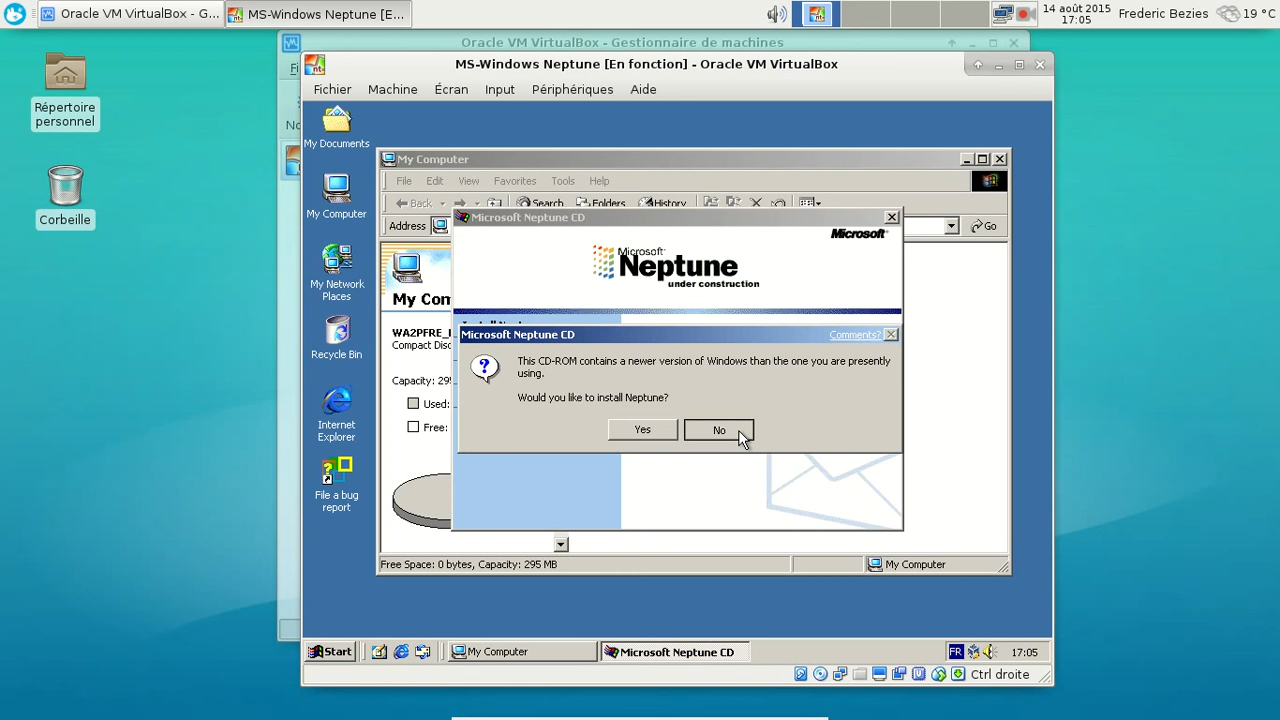 Oracle VM VirtualBox - G...
MS-Windows Neptune [E...
14 août 2015
17:05
Frederic Bezies
19 °C
Oracle VM VirtualBox - Gestionnaire de machines
MS-Windows Neptune [En fonction] - Oracle VM VirtualBox
Fichier Machine Écran Input Périphériques Aide
Répertoire
personnel
Corbeille
My Documents
My Computer
My Network
Places
Recycle Bin
Internet
Explorer
File a bug
report
My Computer
File Edit View Favorites Tools Help
Back Search Folders History
Address Go
Microsoft Neptune CD
Microsoft
Microsoft
Neptune
under construction
My Com
WA2PFRE_
Compact Disc
Capacity: 295
Used:
Free:
Microsoft Neptune CD
Comments?
This CD-ROM contains a newer version of Windows than the one you are presently
using.
Would you like to install Neptune?
Yes No
Free Space: 0 bytes, Capacity: 295 MB
My Computer
Start
My Computer
Microsoft Neptune CD
FR
17:05
Ctrl droite